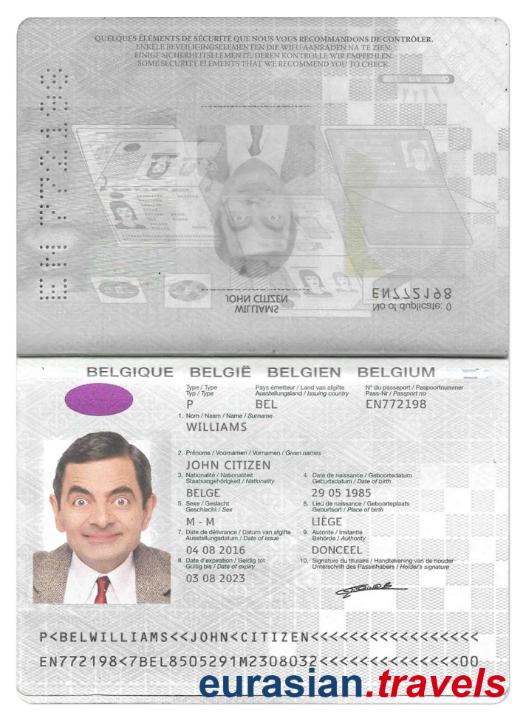 QUELQUES ÉLÉMENTS DE SÉCURITÉ QUE NOUS VOUS RECOMMANDONS DE CONTRÔLER.
ENKELE BEVEILIGINGSELEMENTEN DIE WIJ U AANRADEN NA TE ZIEN.
EINIGE SICHERHEITSELEMENTE, DEREN KONTROLLE WIR EMPFEHLEN.
SOME SECURITY ELEMENTS THAT WE RECOMMEND YOU TO CHECK.
UV
EN772198
No of duplicate: 0
EN772198
WILLIAMS
JOHN CITIZEN
BELGIQUE BELGIË BELGIEN BELGIUM
Type / Type Pays émetteur / Land van afgifte N° du passeport / Paspoortnummer
Typ / Type Ausstellungsland / Issuing country Pass-Nr / Passport no
P BEL EN772198
1. Nom / Naam / Name / Surname
WILLIAMS
2. Prénoms / Voornamen / Vornamen / Given names
JOHN CITIZEN
3. Nationalité / Nationaliteit 4. Date de naissance / Geboortedatum
Staatsangehörigkeit / Nationality Geburtsdatum / Date of birth
BELGE 29 05 1985
5. Sexe / Geslacht 6. Lieu de naissance / Geboorteplaats
Geschlecht / Sex Geburtsort / Place of birth
M - M LIÈGE
7. Date de délivrance / Datum van afgifte 9. Autorité / Instantie
Ausstellungsdatum / Date of issue Behörde / Authority
04 08 2016 DONCEEL
8. Date d'expiration / Geldig tot 10. Signature du titulaire / Handtekening van de houder
Gültig bis / Date of expiry Unterschrift des Passinhabers / Holder's signature
03 08 2023
P<BELWILLIAMS<<JOHN<CITIZEN<<<<<<<<<<<<<<<<<
EN772198<7BEL8505291M2308032<<<<<<<<<<<<<<00
eurasian.travels